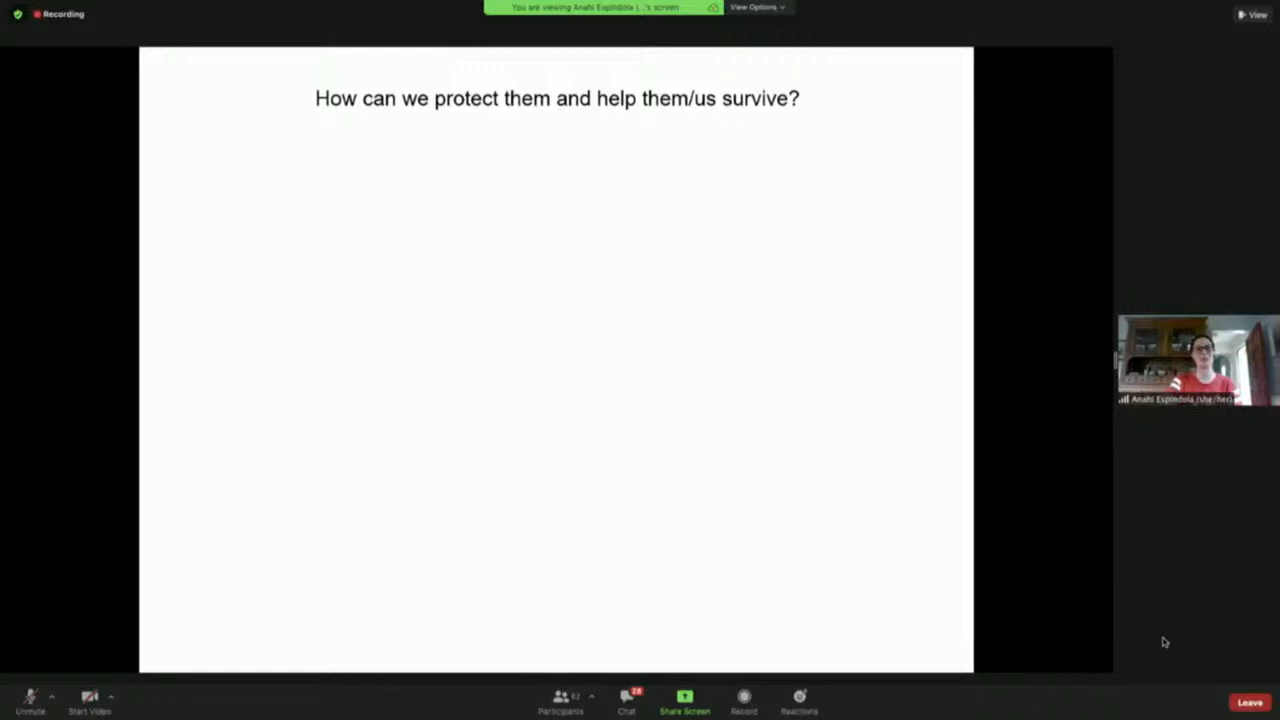 Recording
You are viewing Anahi Espindola (...'s screen
View Options
View
How can we protect them and help them/us survive?
Anahi Espindola (she/her)
Unmute
Start Video
Participants
62
Chat
28
Share Screen
Record
Reactions
Leave